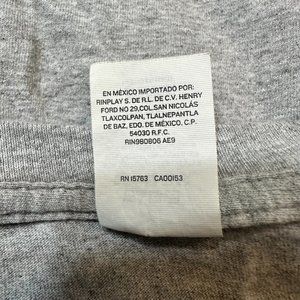 EN MÉXICO IMPORTADO POR:
RINPLAY S. DE R.L. DE C.V. HENRY
FORD NO 29,COL.SAN NICOLÁS
TLAXCOLPAN, TLALNEPANTLA
DE BAZ, EDO. DE MÉXICO. C.P.
54030 R.F.C.
RIN980805 AE9
RN 15763 CA00153